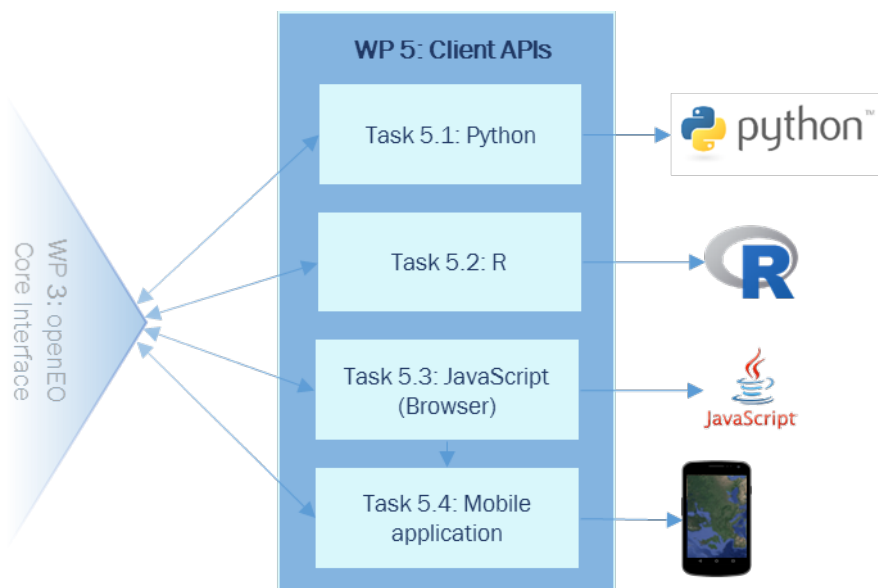 WP 5: Client APIs
Task 5.1: Python
python™
WP 3: openEO
Core Interface
Task 5.2: R
R
Task 5.3: JavaScript
(Browser)
JavaScript
Task 5.4: Mobile
application